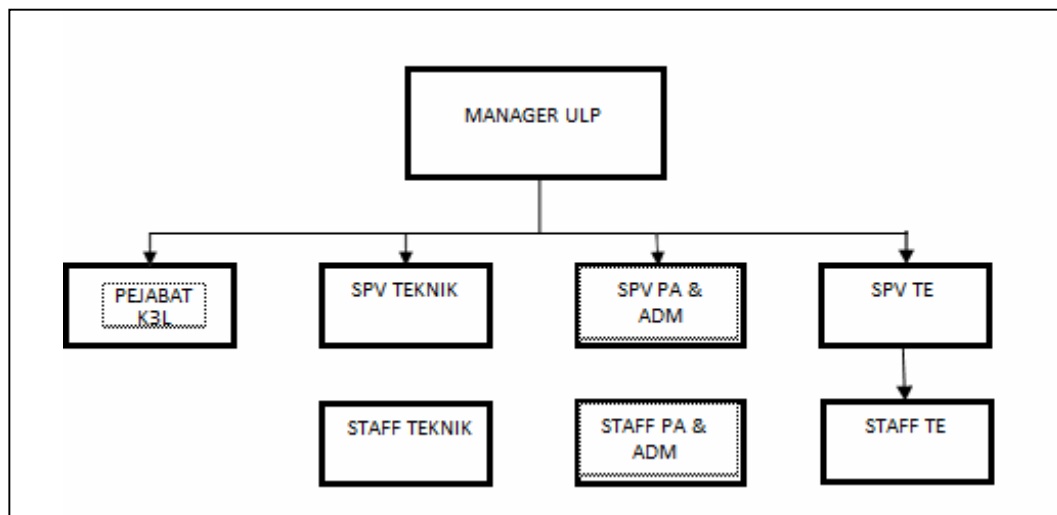 MANAGER ULP
PEJABAT
K3L
SPV TEKNIK
SPV PA &
ADM
SPV TE
STAFF TEKNIK
STAFF PA &
ADM
STAFF TE